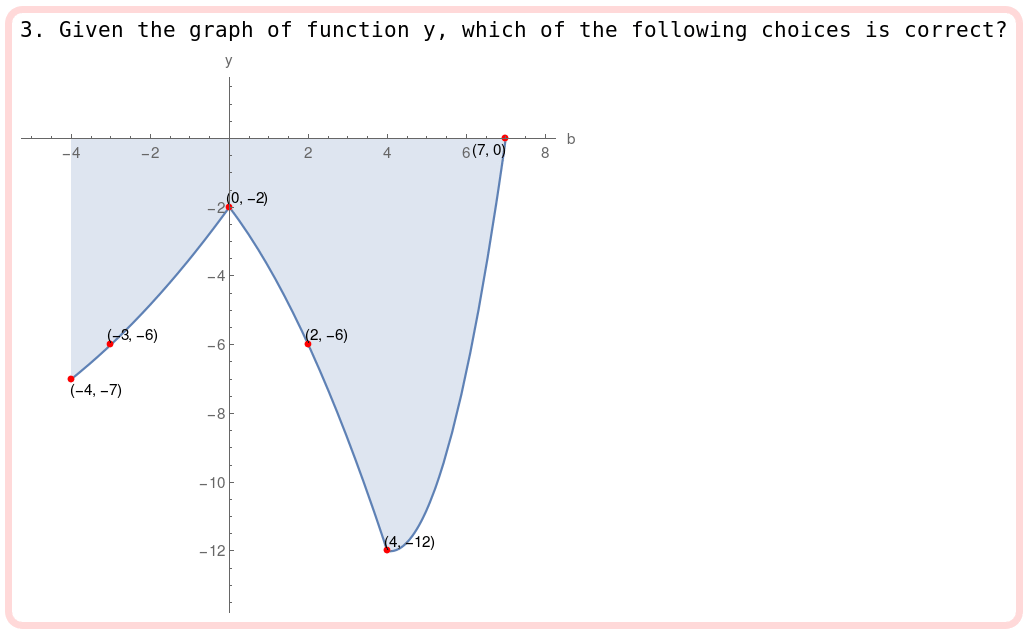 3. Given the graph of function y, which of the following choices is correct?
y
b
−4 −2 2 4 6 8
(7, 0)
(0, −2)
−2
−4
(−3, −6) (2, −6)
−6
(−4, −7)
−8
−10
(4, −12)
−12